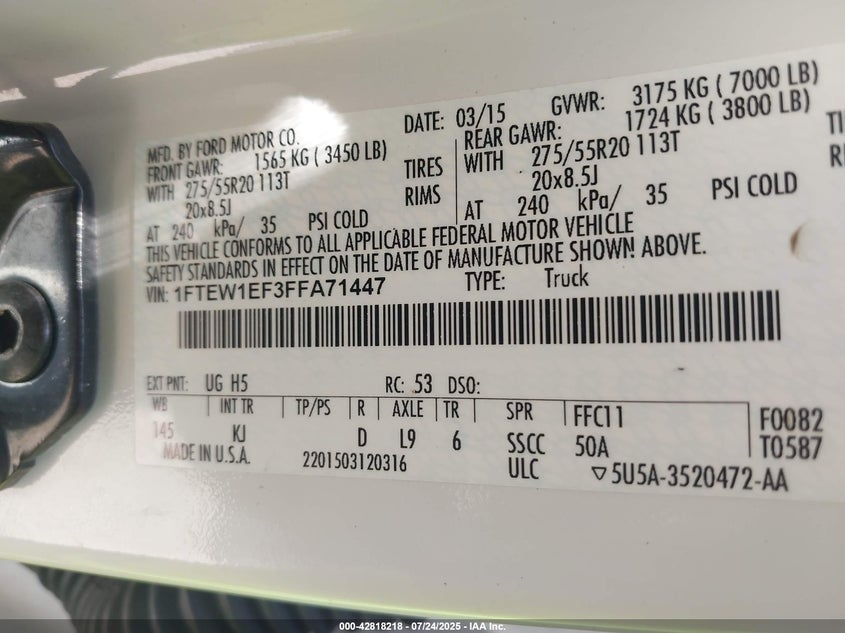 MFD. BY FORD MOTOR CO. DATE: 03/15 GVWR: 3175 KG ( 7000 LB)
FRONT GAWR: 1565 KG ( 3450 LB) REAR GAWR: 1724 KG ( 3800 LB)
WITH 275/55R20 113T TIRES WITH 275/55R20 113T
20x8.5J RIMS 20x8.5J
AT 240 kPa/ 35 PSI COLD AT 240 kPa/ 35 PSI COLD
THIS VEHICLE CONFORMS TO ALL APPLICABLE FEDERAL MOTOR VEHICLE
SAFETY STANDARDS IN EFFECT ON THE DATE OF MANUFACTURE SHOWN ABOVE.
VIN: 1FTEW1EF3FFA71447 TYPE: Truck
EXT PNT: UG H5 RC: 53 DSO:
WB INT TR TP/PS R AXLE TR SPR FFC11 F0082
145 KJ D L9 6 SSCC 50A T0587
MADE IN U.S.A. 2201503120316 ULC ▽5U5A-3520472-AA
000-42818218 - 07/24/2025 - IAA Inc.